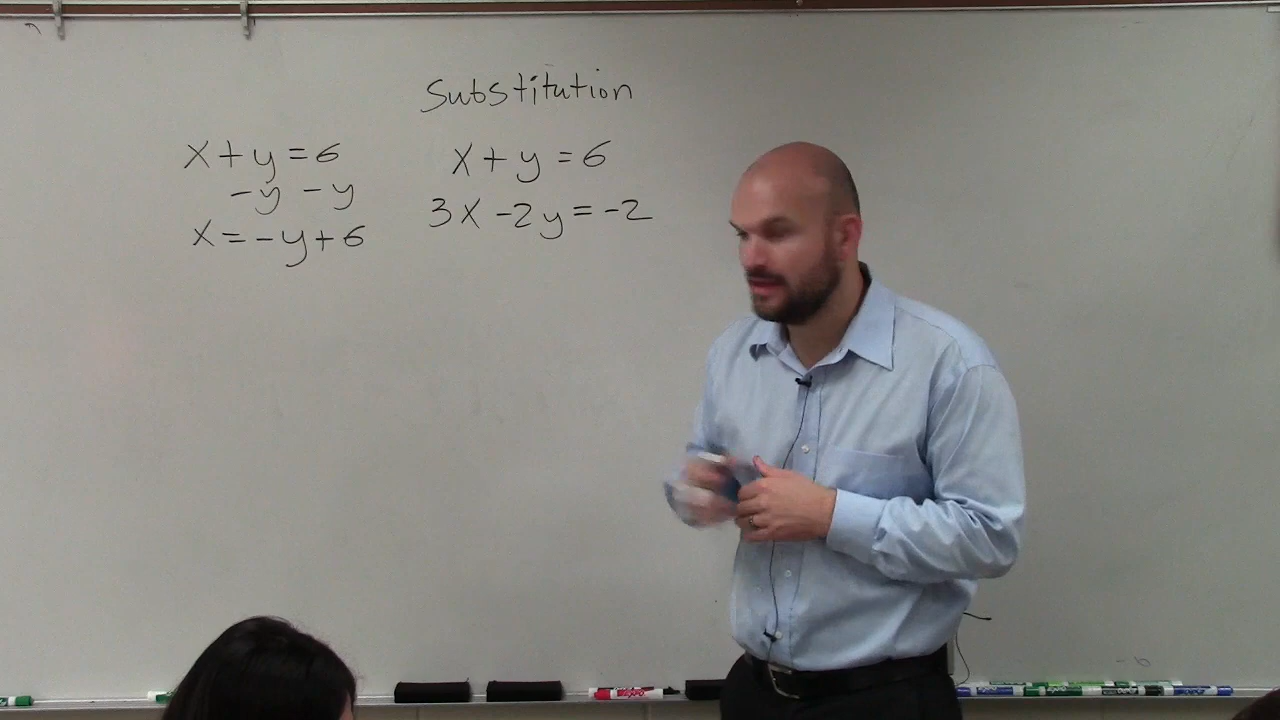 Substitution
x + y = 6
- y - y
x = - y + 6
x + y = 6
3x - 2y = -2